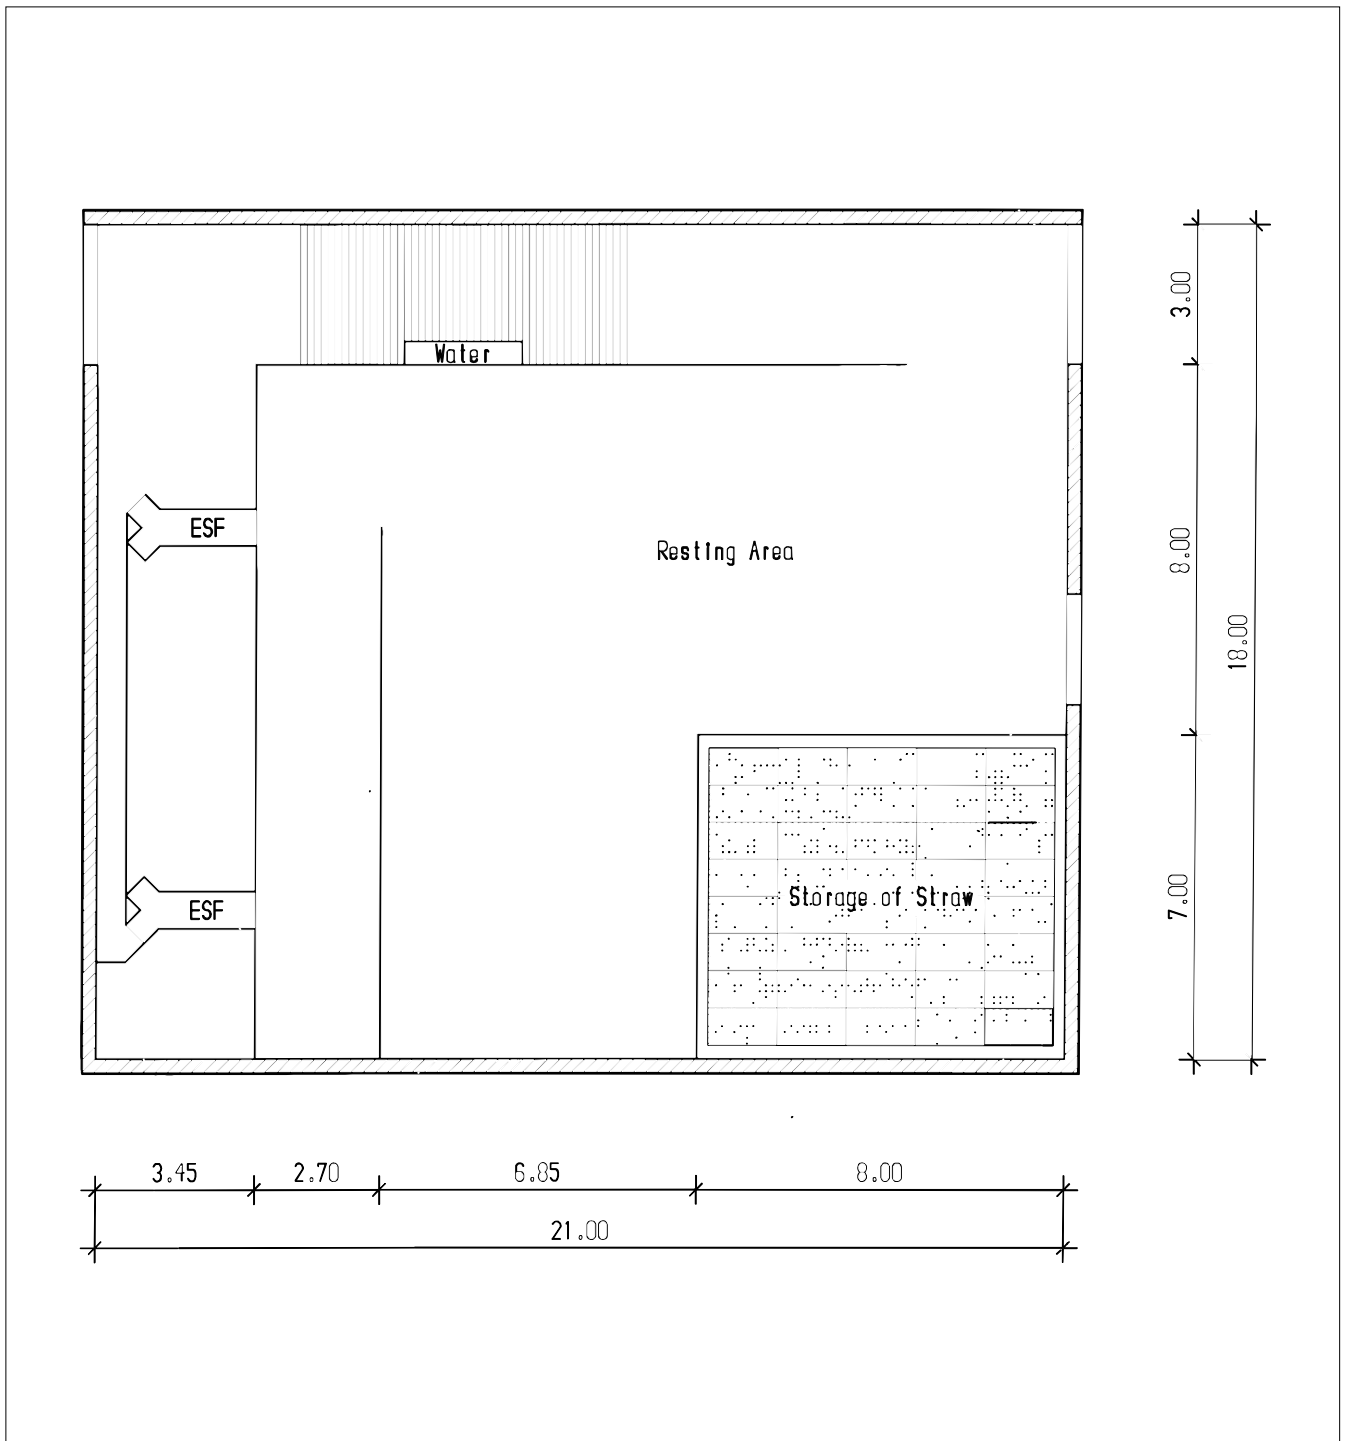 3.00
Water
ESF
Resting Area
8.00
18.00
Storage of Straw
7.00
ESF
3.45
2.70
6.85
8.00
21.00